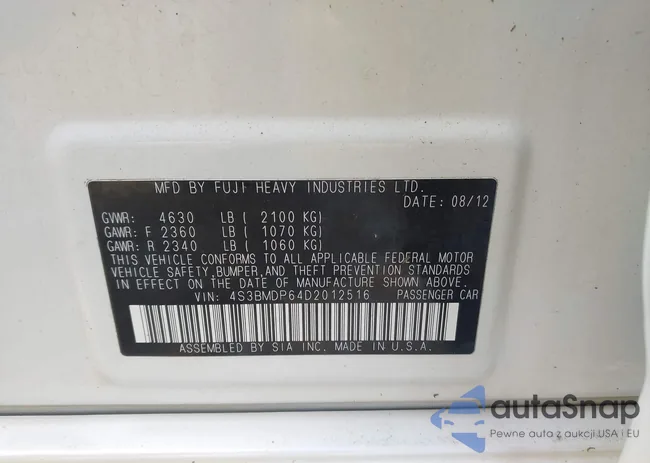 MFD BY FUJI HEAVY INDUSTRIES LTD.
DATE: 08/12
GVWR: 4630 LB ( 2100 KG)
GAWR: F 2360 LB ( 1070 KG)
GAWR: R 2340 LB ( 1060 KG)
THIS VEHICLE CONFORMS TO ALL APPLICABLE FEDERAL MOTOR
VEHICLE SAFETY,BUMPER,AND THEFT PREVENTION STANDARDS
IN EFFECT ON THE DATE OF MANUFACTURE SHOWN ABOVE.
VIN: 4S3BMDP64D2012516 PASSENGER CAR
ASSEMBLED BY SIA INC. MADE IN U.S.A.
autaSnap
Pewne auta z aukcji USA i EU